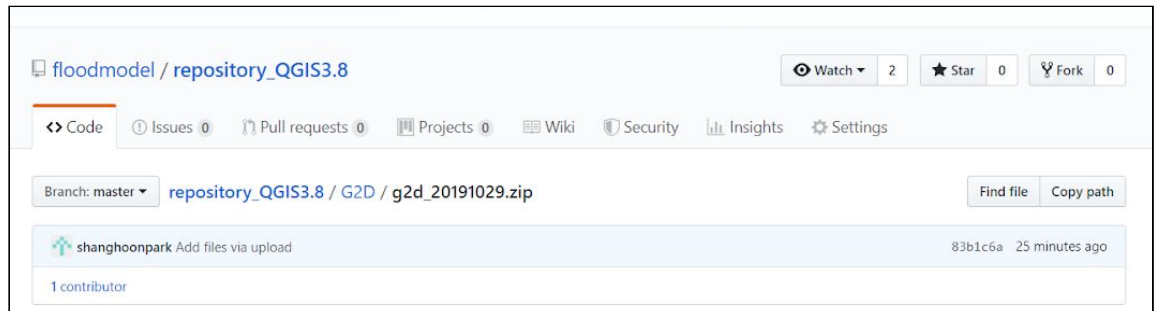 floodmodel / repository_QGIS3.8 Watch 2 Star 0 Fork 0
Code Issues 0 Pull requests 0 Projects 0 Wiki Security Insights Settings
Branch: master repository_QGIS3.8 / G2D / g2d_20191029.zip Find file Copy path
shanghoonpark Add files via upload 83b1c6a 25 minutes ago
1 contributor